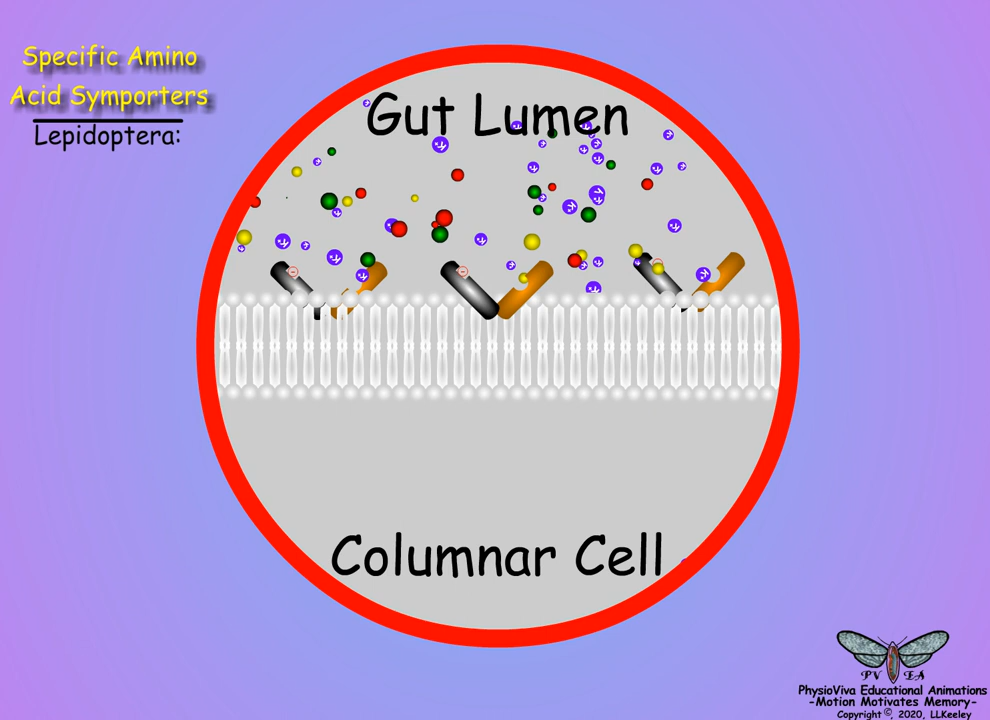 Specific Amino
Acid Symporters
Lepidoptera:
Gut Lumen
Columnar Cell
PV EA
PhysioViva Educational Animations
-Motion Motivates Memory-
Copyright ©, 2020, LLKeeley